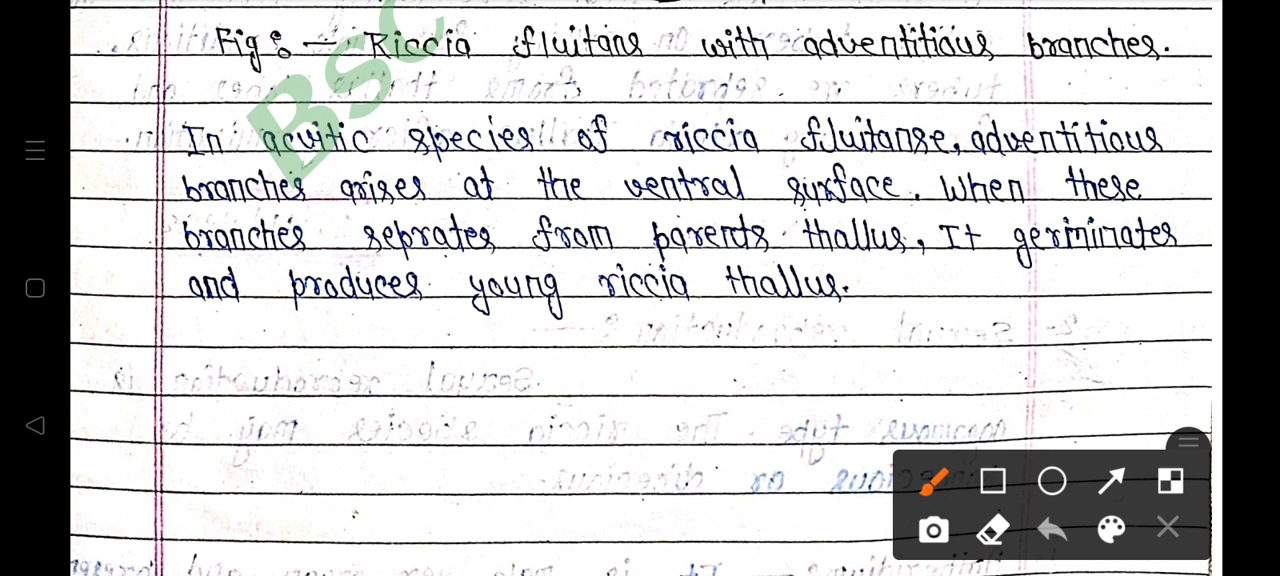 Fig :- Riccia fluitans with adventitious branches.
BSC
In acuitic species of riccia fluitanse, adventitious
branches arises at the ventral surface. When these
branches seprates from parents thallus, It germinates
and produces young riccia thallus.